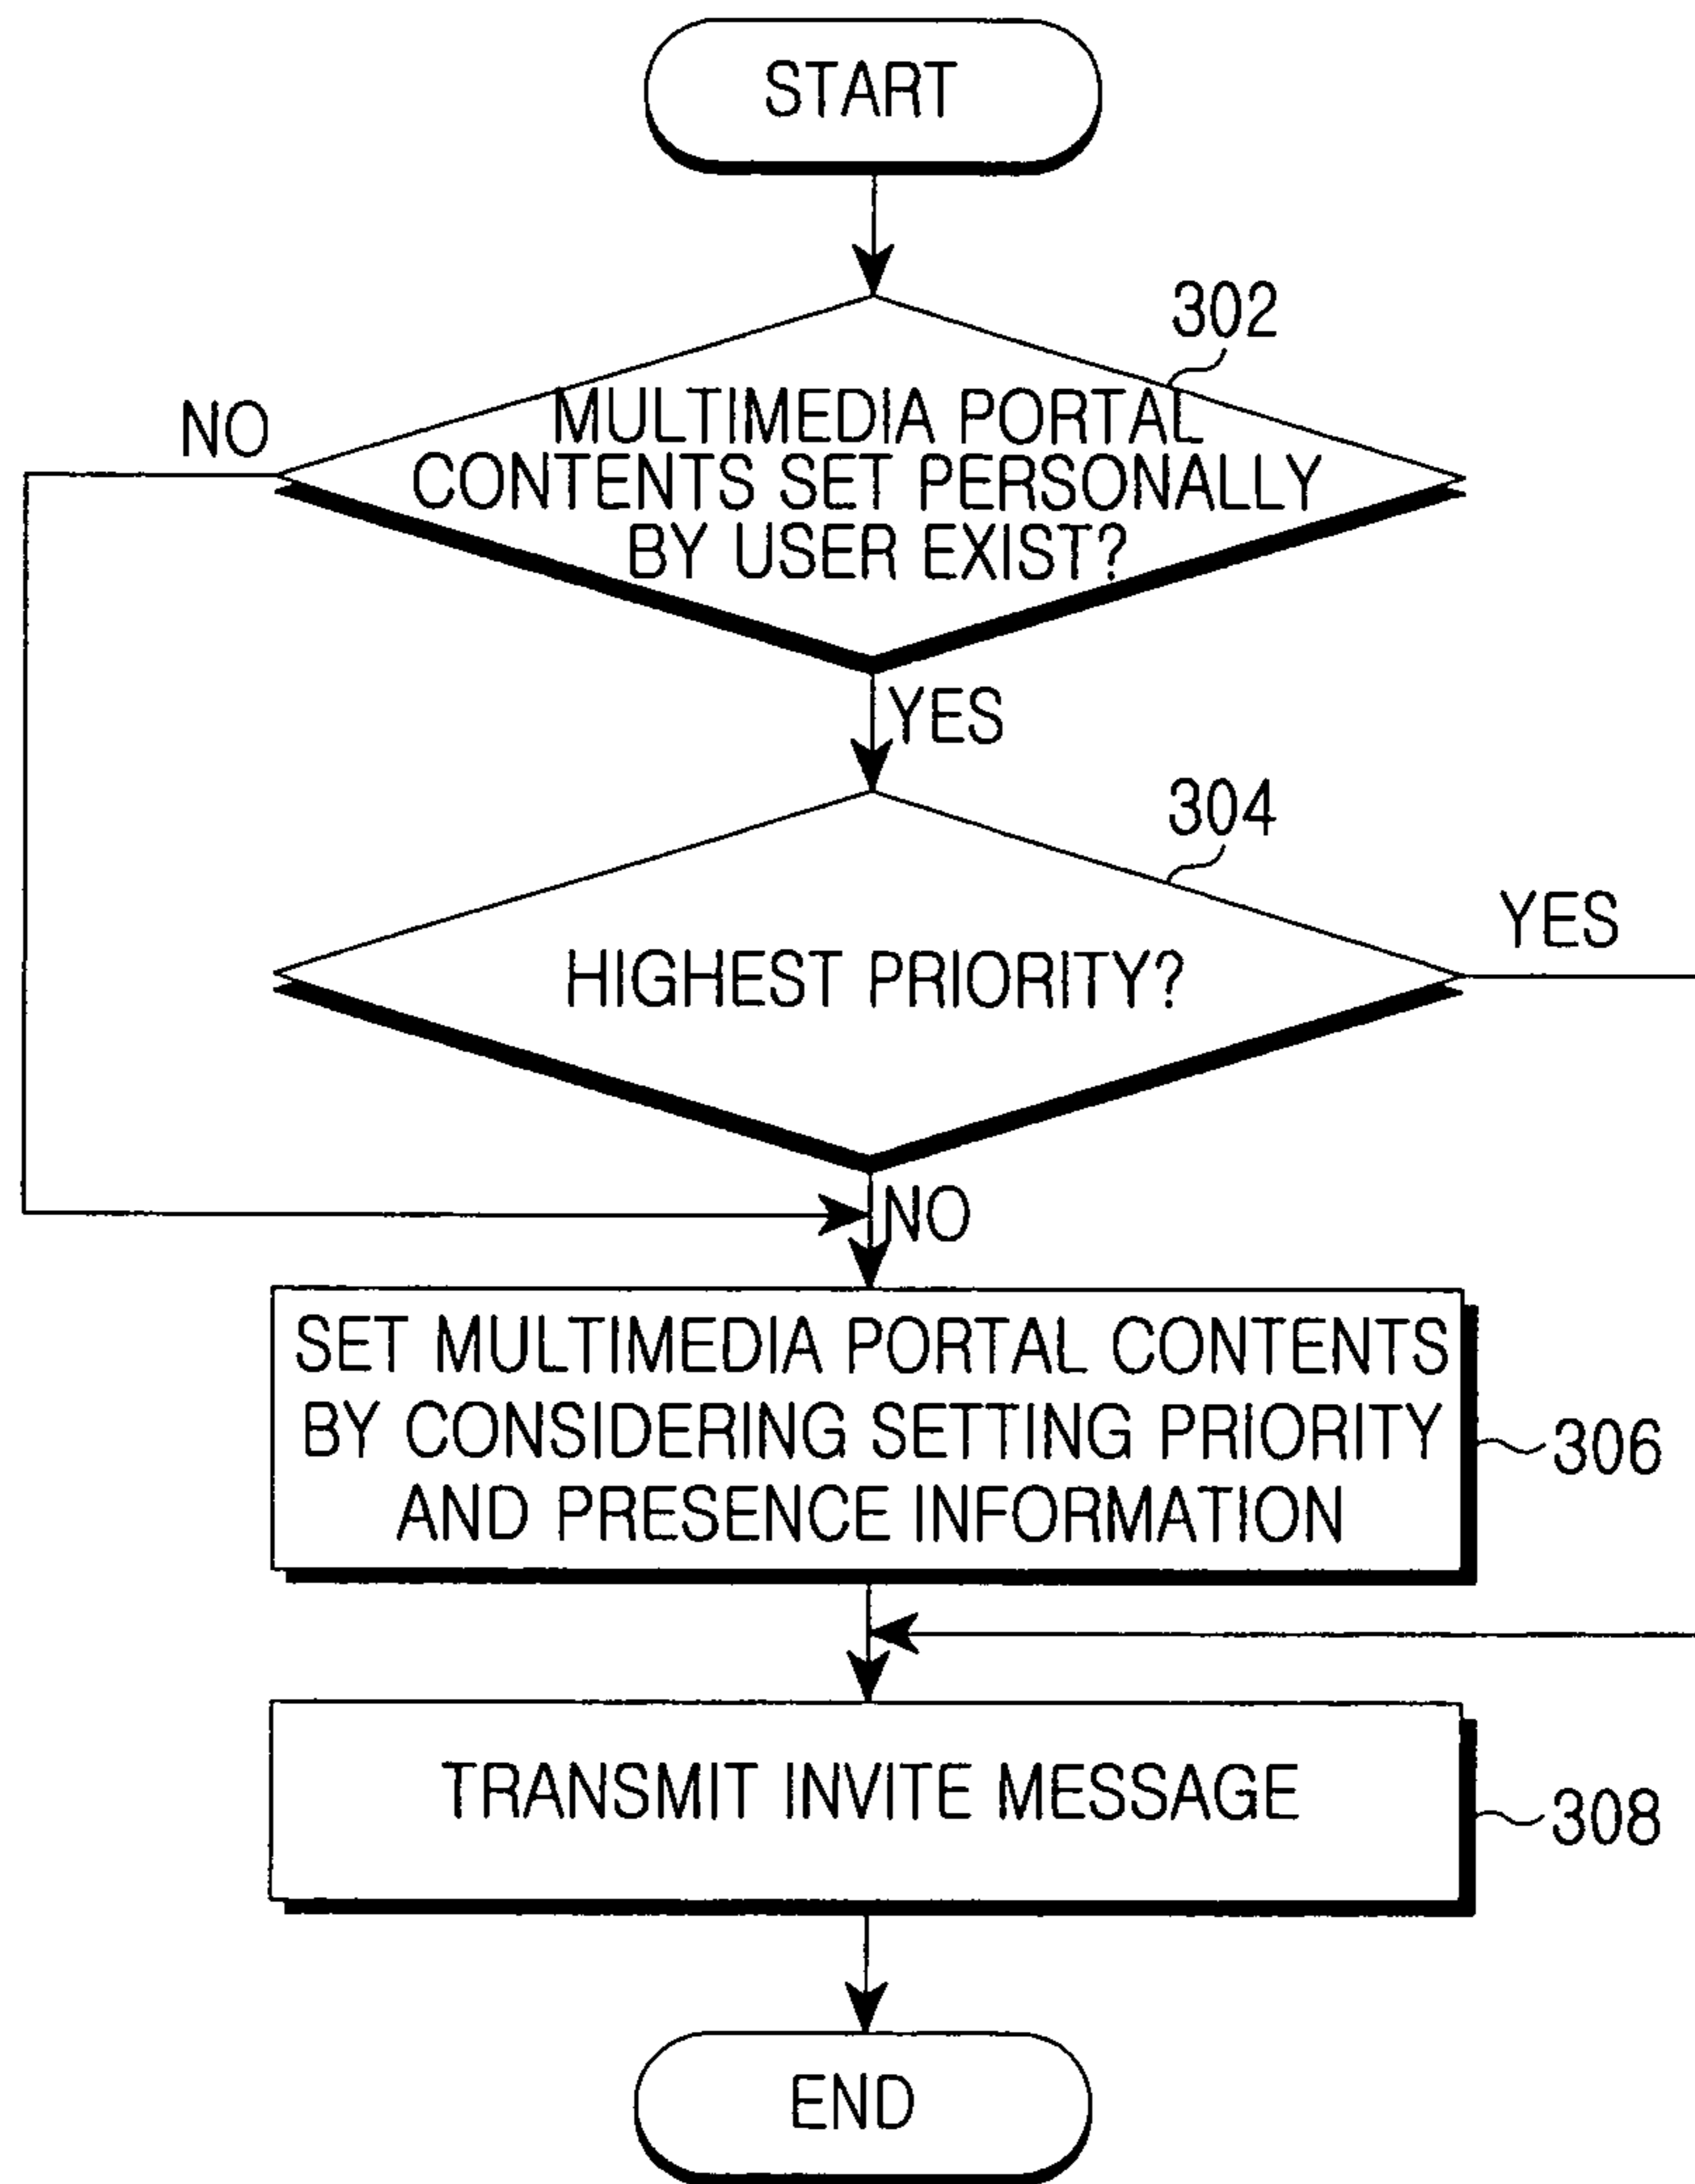 START
302
NO
MULTIMEDIA PORTAL
CONTENTS SET PERSONALLY
BY USER EXIST?
YES
304
YES
HIGHEST PRIORITY?
NO
SET MULTIMEDIA PORTAL CONTENTS
BY CONSIDERING SETTING PRIORITY
AND PRESENCE INFORMATION
306
TRANSMIT INVITE MESSAGE
308
END